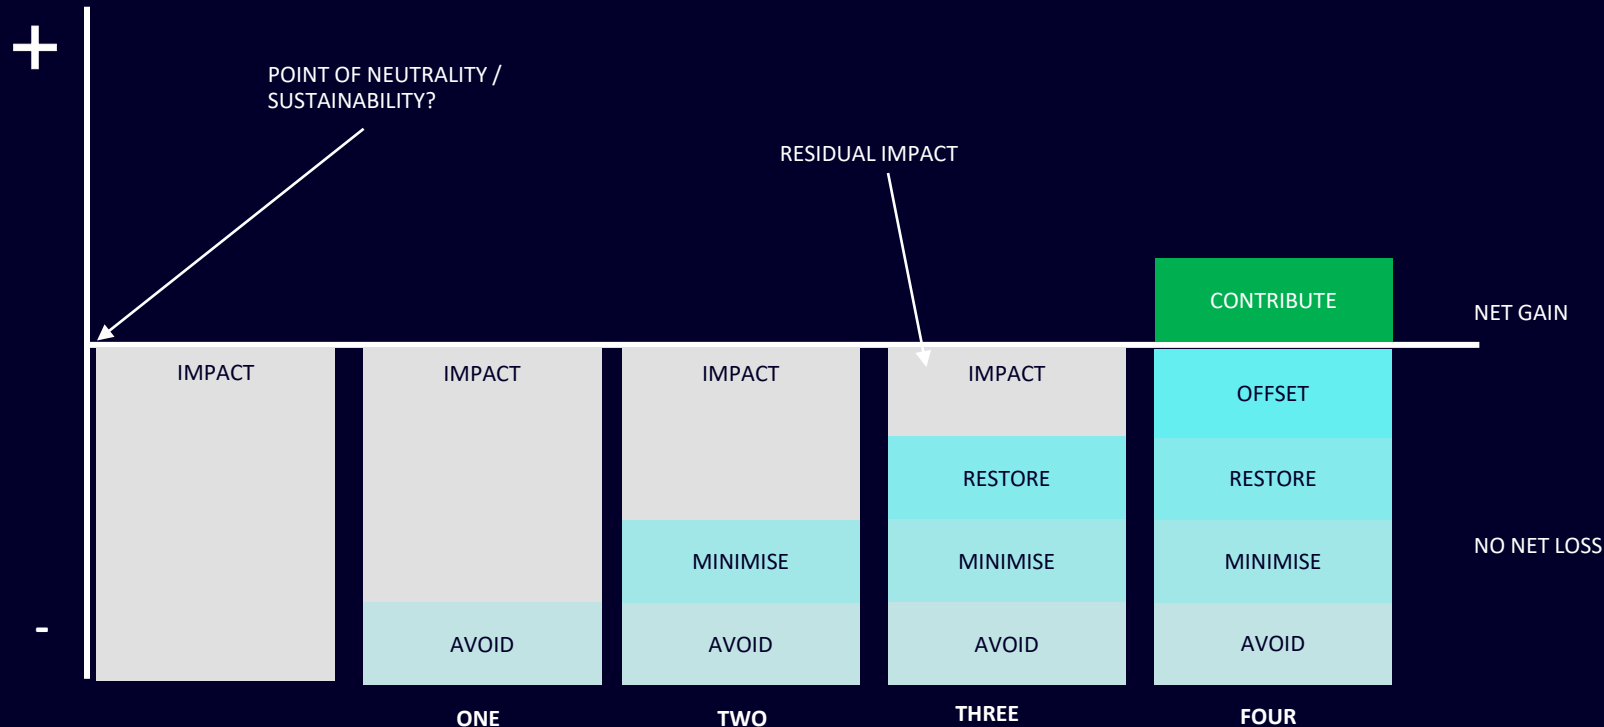 +
POINT OF NEUTRALITY /
SUSTAINABILITY?
RESIDUAL IMPACT
CONTRIBUTE
NET GAIN
IMPACT
IMPACT
IMPACT
IMPACT
OFFSET
RESTORE
RESTORE
MINIMISE
MINIMISE
MINIMISE
NO NET LOSS
-
AVOID
AVOID
AVOID
AVOID
ONE
TWO
THREE
FOUR